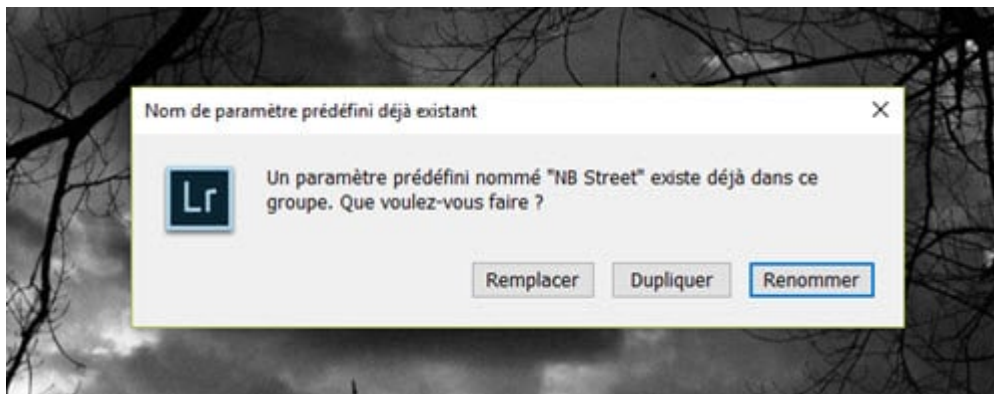 Nom de paramètre prédéfini déjà existant
Lr
Un paramètre prédéfini nommé "NB Street" existe déjà dans ce
groupe. Que voulez-vous faire ?
Remplacer
Dupliquer
Renommer